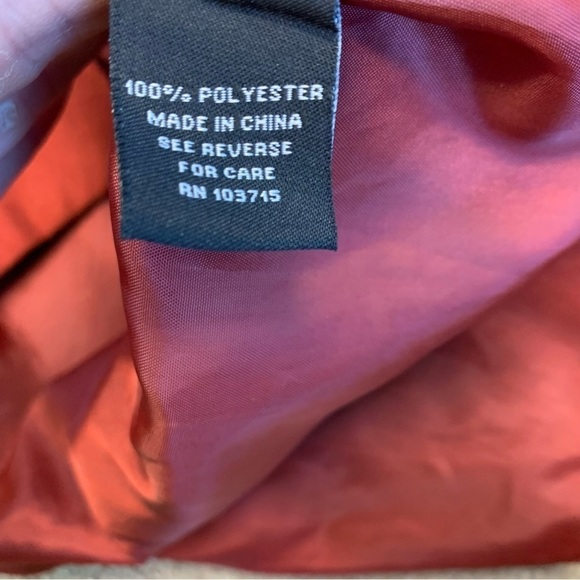 100% POLYESTER
MADE IN CHINA
SEE REVERSE
FOR CARE
RN 103715